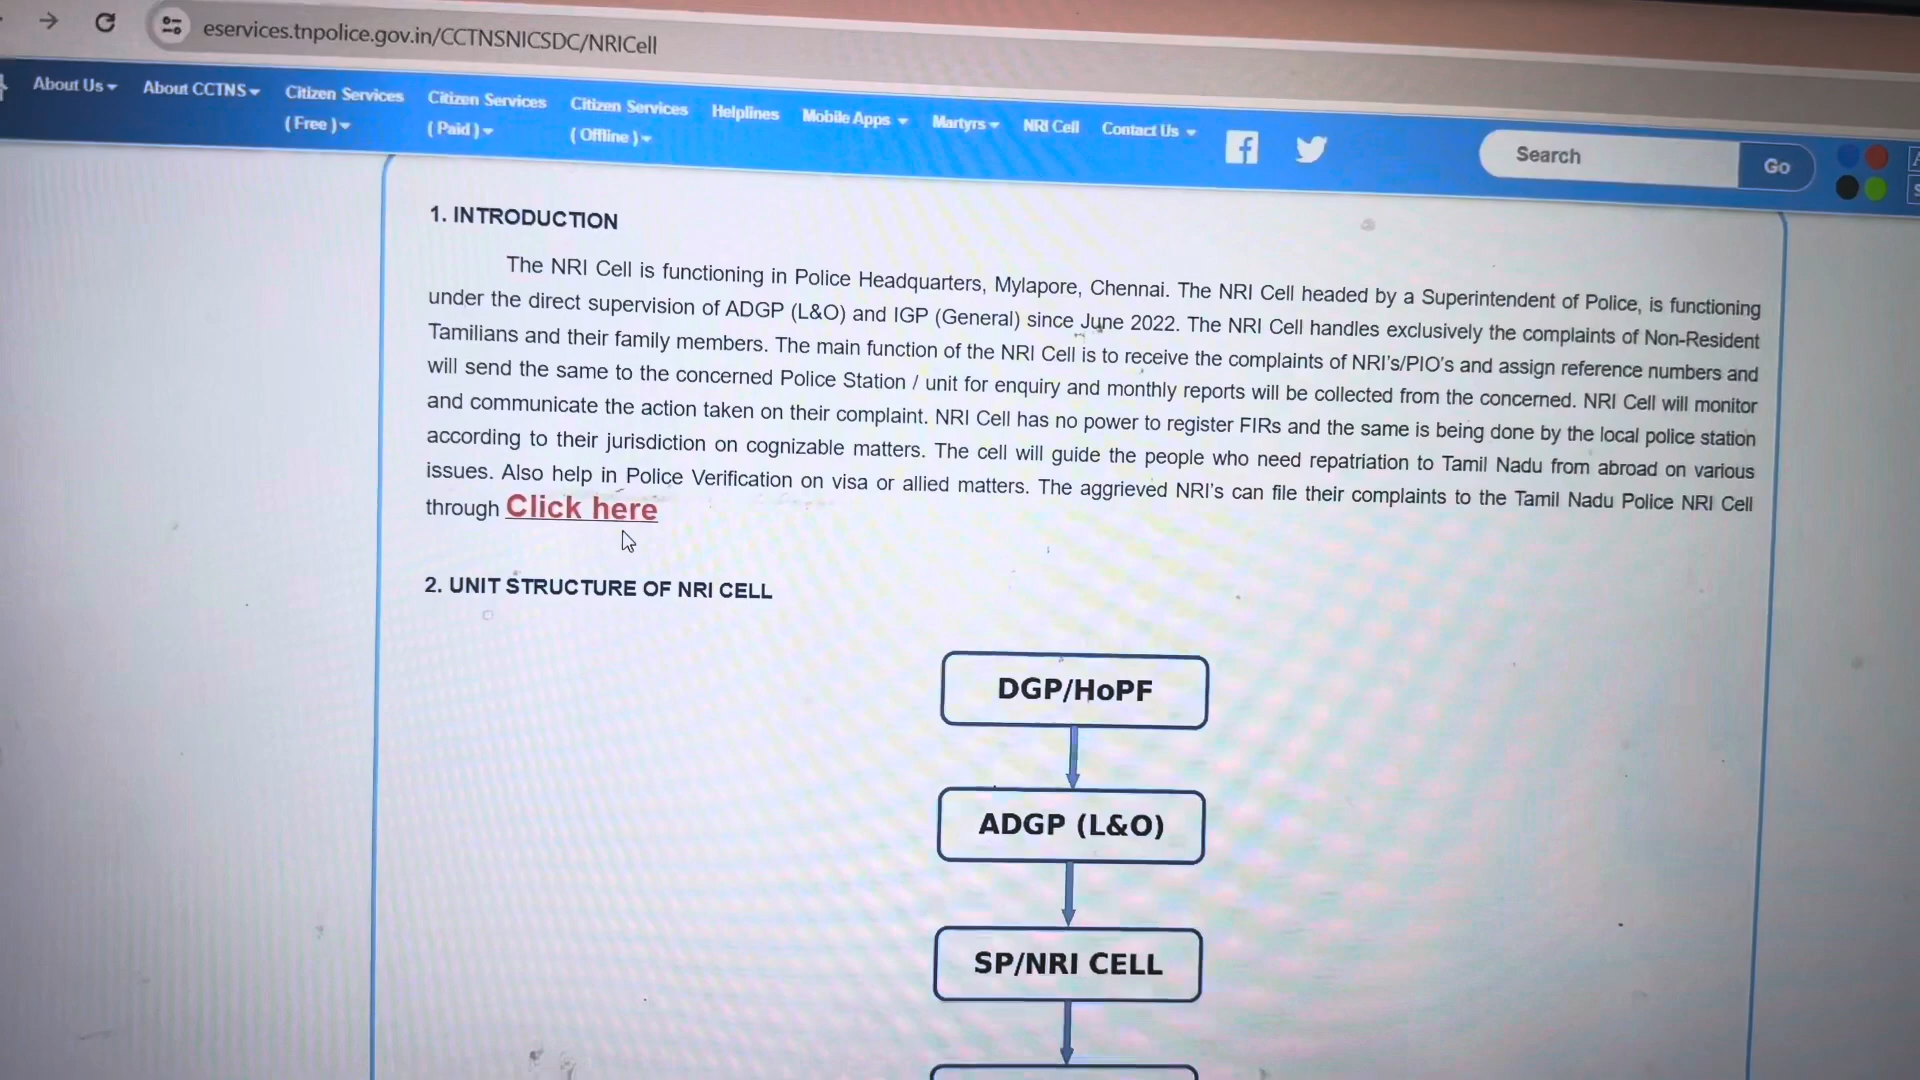 eservices.tnpolice.gov.in/CCTNSNICSDC/NRICell
About Us
About CCTNS
Citizen Services
( Free )
Citizen Services
( Paid )
Citizen Services
( Offline )
Helplines
Mobile Apps
Martyrs
NRI Cell
Contact Us
Search
Go
1. INTRODUCTION
The NRI Cell is functioning in Police Headquarters, Mylapore, Chennai. The NRI Cell headed by a Superintendent of Police, is functioning
under the direct supervision of ADGP (L&O) and IGP (General) since June 2022. The NRI Cell handles exclusively the complaints of Non-Resident
Tamilians and their family members. The main function of the NRI Cell is to receive the complaints of NRI's/PIO's and assign reference numbers and
will send the same to the concerned Police Station / unit for enquiry and monthly reports will be collected from the concerned. NRI Cell will monitor
and communicate the action taken on their complaint. NRI Cell has no power to register FIRs and the same is being done by the local police station
according to their jurisdiction on cognizable matters. The cell will guide the people who need repatriation to Tamil Nadu from abroad on various
issues. Also help in Police Verification on visa or allied matters. The aggrieved NRI's can file their complaints to the Tamil Nadu Police NRI Cell
through Click here
2. UNIT STRUCTURE OF NRI CELL
DGP/HoPF
ADGP (L&O)
SP/NRI CELL